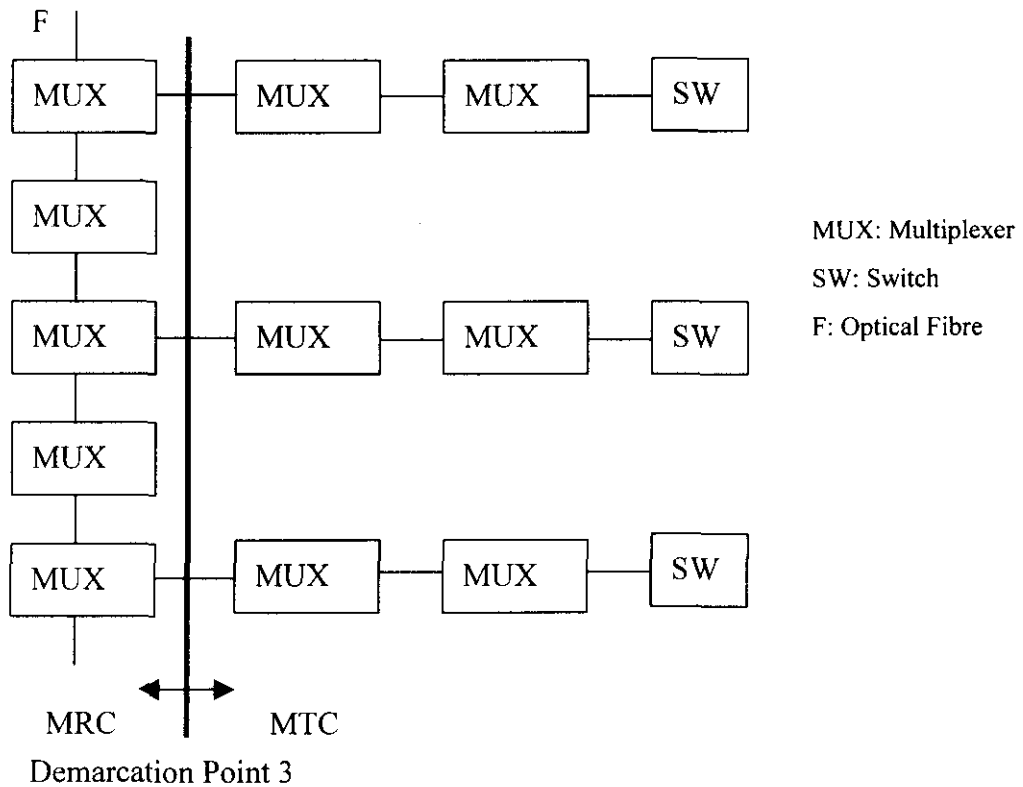 F
MUX MUX MUX SW
MUX
MUX: Multiplexer
SW: Switch
F: Optical Fibre
MUX MUX MUX SW
MUX
MUX MUX MUX SW
MRC MTC
Demarcation Point 3